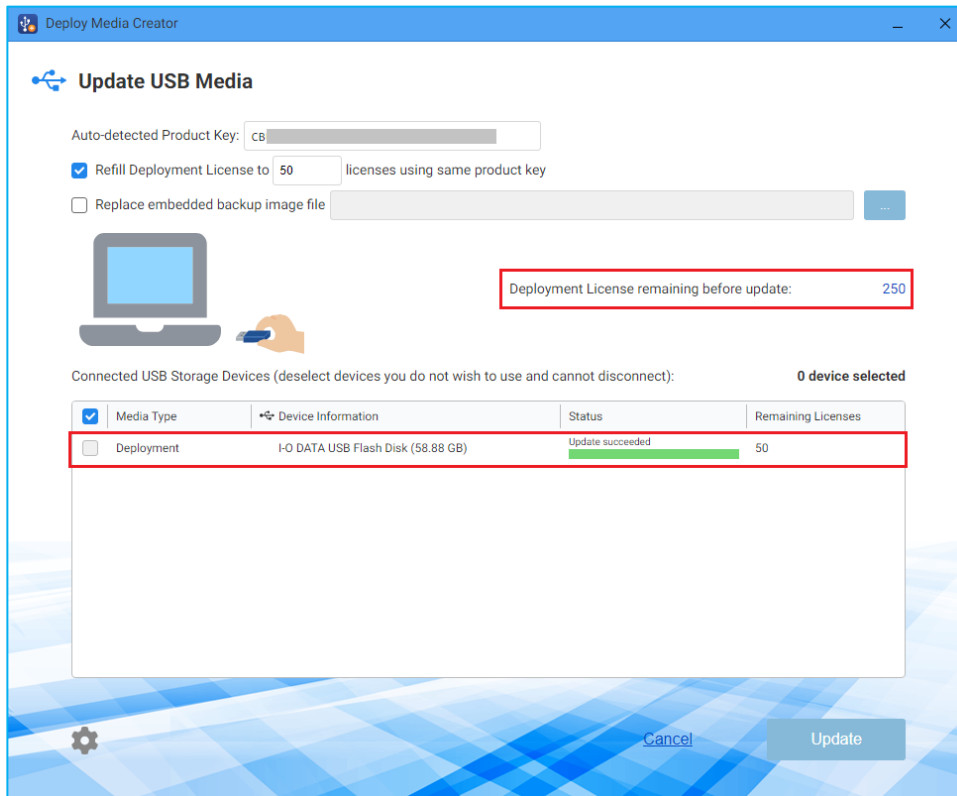 Deploy Media Creator
Update USB Media
Auto-detected Product Key: CB
Refill Deployment License to 50 licenses using same product key
Replace embedded backup image file ...
Deployment License remaining before update: 250
Connected USB Storage Devices (deselect devices you do not wish to use and cannot disconnect): 0 device selected
Media Type Device Information Status Remaining Licenses
Deployment I-O DATA USB Flash Disk (58.88 GB) Update succeeded 50
Cancel Update